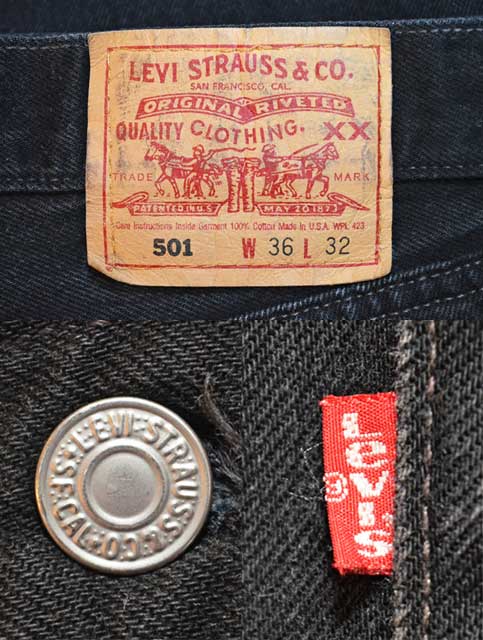 LEVI STRAUSS & CO.
SAN FRANCISCO, CAL.
ORIGINAL RIVETED
QUALITY CLOTHING. XX
TRADE MARK
PATENTED IN U.S. MAY 20 1873
Care Instructions Inside Garment 100% Cotton Made in U.S.A. WPL 423
501 W 36 L 32
LEVI STRAUSS & CO. S.F. CAL.
LEVI'S
®